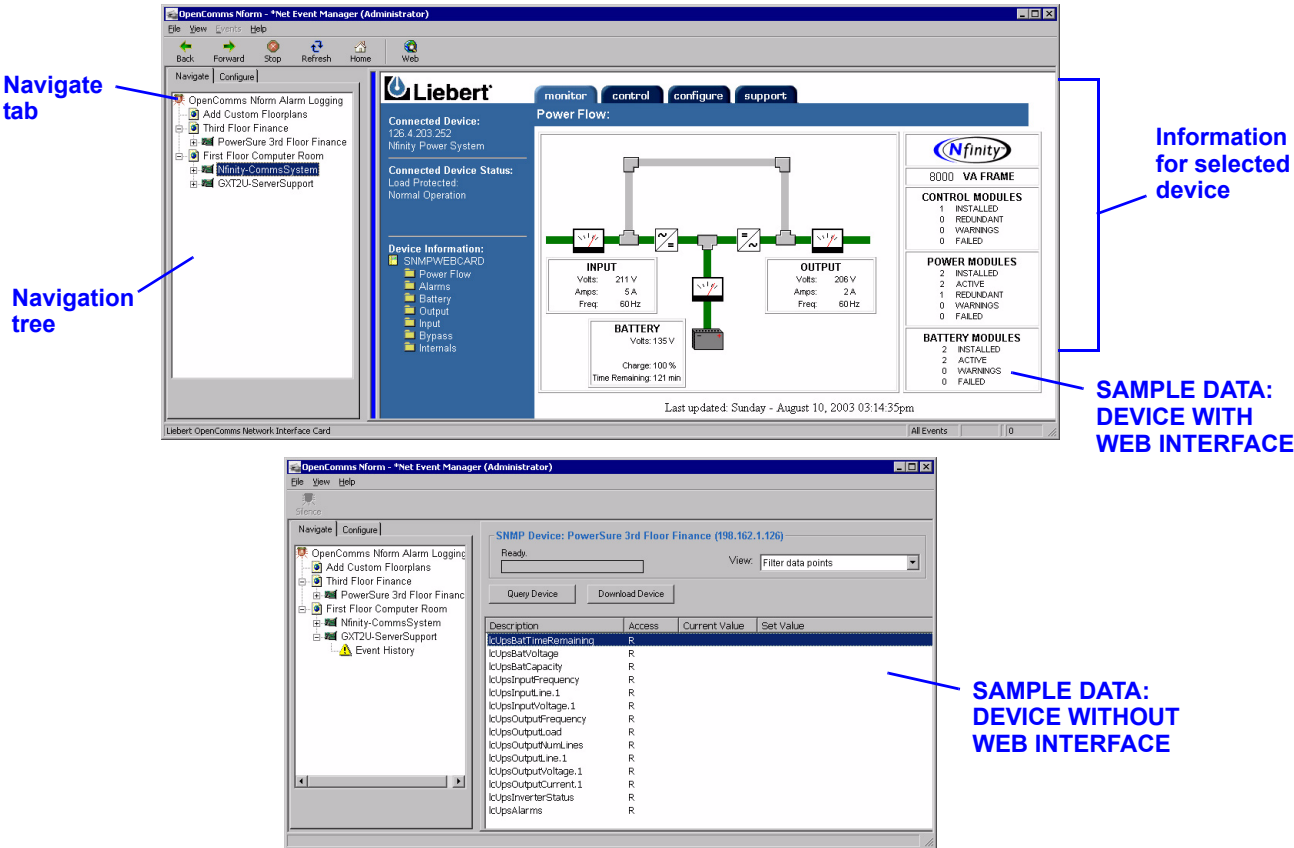 OpenComms Nform - *Net Event Manager (Administrator)
File View Events Help
Back Forward Stop Refresh Home Web
Navigate Configure
OpenComms Nform Alarm Logging
Add Custom Floorplans
Third Floor Finance
PowerSure 3rd Floor Finance
First Floor Computer Room
Nfinity-CommsSystem
GXT2U-ServerSupport
Navigate
tab
Navigation
tree
Liebert
monitor control configure support
Connected Device:
126.4.203.252
Nfinity Power System
Connected Device Status:
Load Protected:
Normal Operation
Device Information:
SNMPWEBCARD
Power Flow
Alarms
Battery
Output
Input
Bypass
Internals
Power Flow:
INPUT
Volts: 211 V
Amps: 5 A
Freq: 60 Hz
OUTPUT
Volts: 206 V
Amps: 2 A
Freq: 60 Hz
BATTERY
Volts: 135 V
Charge: 100 %
Time Remaining: 121 min
Nfinity
8000 VA FRAME
CONTROL MODULES
1 INSTALLED
0 REDUNDANT
0 WARNINGS
0 FAILED
POWER MODULES
2 INSTALLED
2 ACTIVE
1 REDUNDANT
0 WARNINGS
0 FAILED
BATTERY MODULES
2 INSTALLED
2 ACTIVE
0 WARNINGS
0 FAILED
Last updated: Sunday - August 10, 2003 03:14:35pm
Liebert OpenComms Network Interface Card
All Events 0
Information
for selected
device
SAMPLE DATA:
DEVICE WITH
WEB INTERFACE
OpenComms Nform - *Net Event Manager (Administrator)
File View Help
Silence
Navigate Configure
OpenComms Nform Alarm Logging
Add Custom Floorplans
Third Floor Finance
PowerSure 3rd Floor Financ
First Floor Computer Room
Nfinity-CommsSystem
GXT2U-ServerSupport
Event History
SNMP Device: PowerSure 3rd Floor Finance (198.162.1.126)
Ready.
View: Filter data points
Query Device Download Device
Description Access Current Value Set Value
lcUpsBatTimeRemaining R
lcUpsBatVoltage R
lcUpsBatCapacity R
lcUpsInputFrequency R
lcUpsInputLine.1 R
lcUpsInputVoltage.1 R
lcUpsOutputFrequency R
lcUpsOutputLoad R
lcUpsOutputNumLines R
lcUpsOutputLine.1 R
lcUpsOutputVoltage.1 R
lcUpsOutputCurrent.1 R
lcUpsInverterStatus R
lcUpsAlarms R
SAMPLE DATA:
DEVICE WITHOUT
WEB INTERFACE